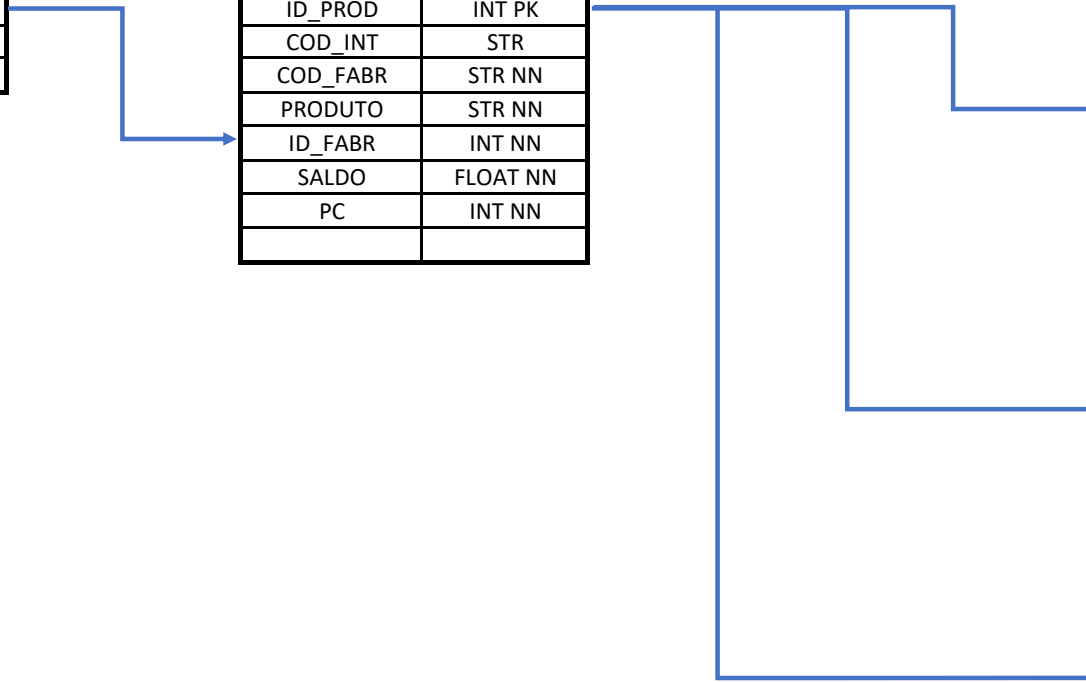 ID_PROD INT PK
COD_INT STR
COD_FABR STR NN
PRODUTO STR NN
ID_FABR INT NN
SALDO FLOAT NN
PC INT NN